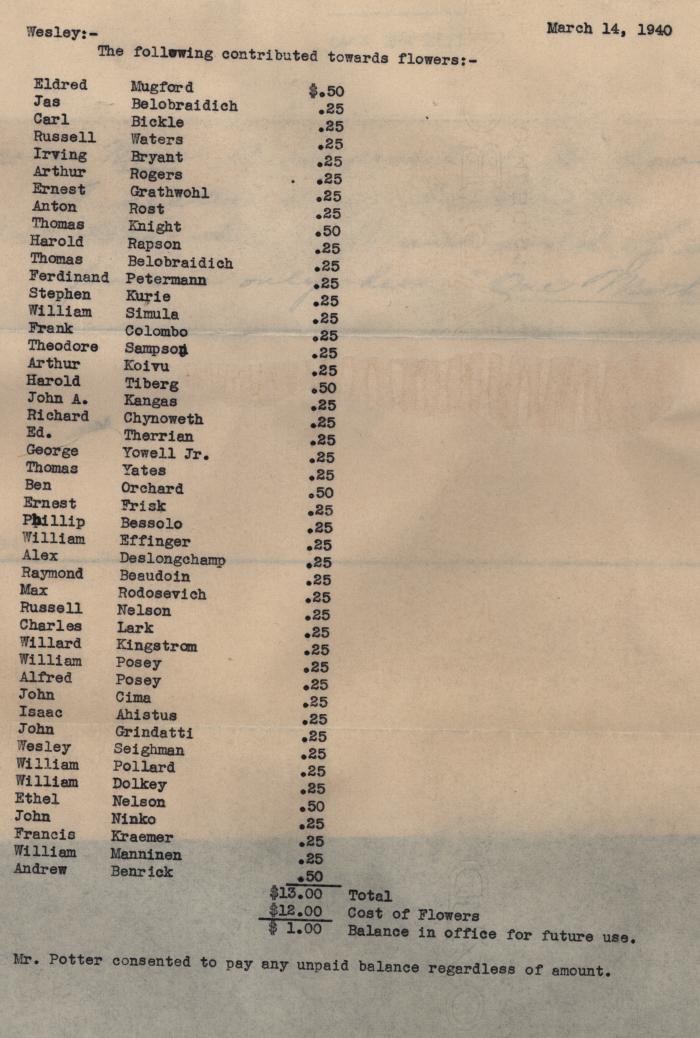 March 14, 1940
Wesley:-
The following contributed towards flowers:-
Eldred Mugford $.50
Jas Belobraidich .25
Carl Bickle .25
Russell Waters .25
Irving Bryant .25
Arthur Rogers .25
Ernest Grathwohl .25
Anton Rost .25
Thomas Knight .50
Harold Rapson .25
Thomas Belobraidich .25
Ferdinand Petermann .25
Stephen Kurie .25
William Simula .25
Frank Colombo .25
Theodore Sampson .25
Arthur Koivu .25
Harold Tiberg .50
John A. Kangas .25
Richard Chynoweth .25
Ed. Therrian .25
George Yowell Jr. .25
Thomas Yates .25
Ben Orchard .50
Ernest Frisk .25
Phillip Bessolo .25
William Effinger .25
Alex Deslongchamp .25
Raymond Beaudoin .25
Max Rodosevich .25
Russell Nelson .25
Charles Lark .25
Willard Kingstrom .25
William Posey .25
Alfred Posey .25
John Cima .25
Isaac Ahistus .25
John Grindatti .25
Wesley Seighman .25
William Pollard .25
William Dolkey .25
Ethel Nelson .50
John Ninko .25
Francis Kraemer .25
William Manninen .25
Andrew Benrick .50
$13.00 Total
$12.00 Cost of Flowers
$ 1.00 Balance in office for future use.
Mr. Potter consented to pay any unpaid balance regardless of amount.